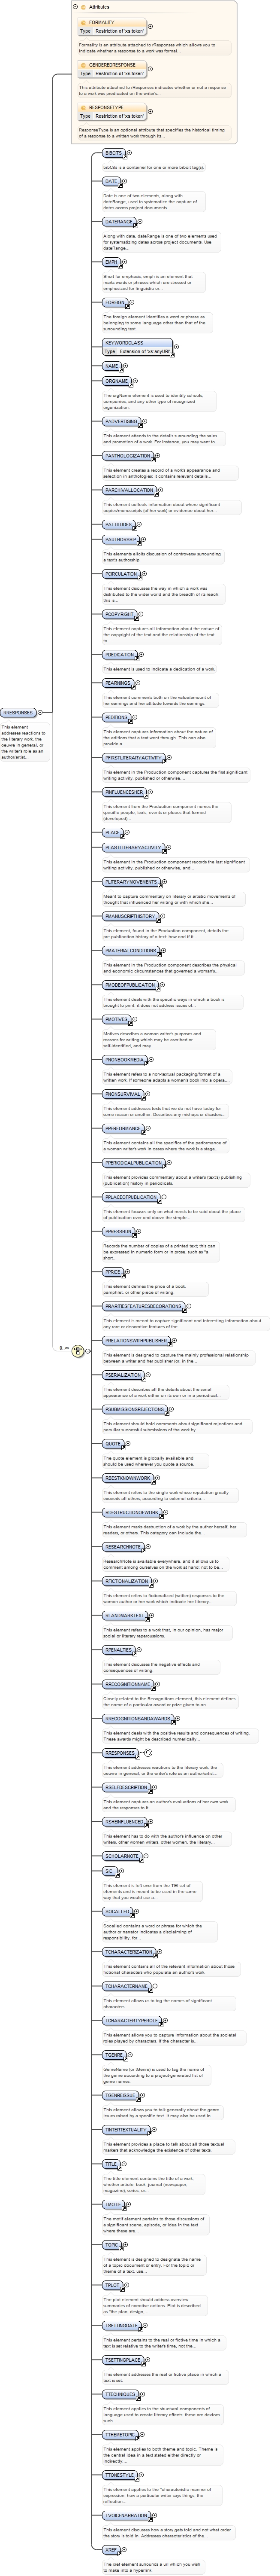 Attributes
FORMALITY
Type Restriction of 'xs:token'
Formality is an attribute attached to rResponses which allows you to
indicate whether a response to a work was formal...
GENDEREDRESPONSE
Type Restriction of 'xs:token'
This attribute attached to rResponses indicates whether or not a response
to a work was predicated on the writer's...
RESPONSETYPE
Type Restriction of 'xs:token'
ResponseType is an optional attribute that specifies the historical timing
of a response to a written work through its...
BIBCITS
bibCits is a container for one or more bibcit tag(s).
DATE
Date is one of two elements, along with
dateRange, used to systematize the capture of
dates across project documents....
DATERANGE
Along with date, dateRange is one of two elements used
for systematizing dates across project documents. Use
dateRange...
EMPH
Short for emphasis, emph is an element that
marks words or phrases which are stressed or
emphasized for linguistic or...
FOREIGN
The foreign element identifies a word or phrase as
belonging to some language other than that of the
surrounding text.
KEYWORDCLASS
Type Extension of 'xs:anyURI'
NAME
ORGNAME
The orgName element is used to identify schools,
companies, and any other type of recognized
organization.
PADVERTISING
This element attends to the details surrounding the sales
and promotion of a work. For instance, you may want to...
PANTHOLOGIZATION
This element creates a record of a work's appearance and
selection in anthologies. It contains relevant details...
PARCHIVALLOCATION
This element collects information about where significant
copies/manuscripts (of her work) or evidence about her...
PATTITUDES
PAUTHORSHIP
This elements elicits discussion of controversy surrounding
a text's authorship.
PCIRCULATION
This element discusses the way in which a work was
distributed to the wider world and the breadth of its reach;
this is...
PCOPYRIGHT
This element captures all information about the nature of
the copyright of the text and the relationship of the text
to...
PDEDICATION
This element is used to indicate a dedication of a work.
PEARNINGS
This element comments both on the value/amount of
her earnings and her attitude towards the earnings.
PEDITIONS
This element captures information about the nature of
the editions that a text went through. This can also
provide a...
PFIRSTLITERARYACTIVITY
This element in the Production component captures the first significant
writing activity, published or otherwise,...
PINFLUENCESHER
This element from the Production component names the
specific people, texts, events or places that formed
(developed)...
PLACE
PLASTLITERARYACTIVITY
This element in the Production component records the last significant
writing activity, published or otherwise, and...
PLITERARYMOVEMENTS
Meant to capture commentary on literary or artistic movements of
thought that influenced her writing or with which she...
PMANUSCRIPTHISTORY
This element, found in the Production component, details the
pre-publication history of a text: how and if it...
PMATERIALCONDITIONS
This element in the Production component describes the physical
and economic circumstances that governed a woman's...
PMODEOFPUBLICATION
This element deals with the specific ways in which a book is
brought to print; it does not address issues of...
PMOTIVES
Motives describes a woman writer's purposes and
reasons for writing which may be ascribed or
self-identified, and may...
PNONBOOKMEDIA
This element refers to a non-textual packaging/format of a
written work. If someone adapts a woman's book into a opera...
PNONSURVIVAL
This element addresses texts that we do not have today for
some reason or another. Describes any mishaps or disasters...
PPERFORMANCE
This element contains all the specifics of the performance of
a woman writer's work in cases where the work is a stage...
PPERIODICALPUBLICATION
This element provides commentary about a writer's (text's) publishing
(publication) history in periodicals.
PPLACEOFPUBLICATION
This element focuses only on what needs to be said about the place
of publication over and above the simple...
PPRESSRUN
Records the number of copies of a printed text; this can
be expressed in numeric form or in prose, such as "a
short...
PPRICE
This element defines the price of a book,
pamphlet, or other piece of writing.
PRARITIESFEATURESDECORATIONS
This element is meant to capture significant and interesting information about
any rare or decorative features of the...
PRELATIONSWITHPUBLISHER
This element is designed to capture the mainly professional relationship
between a writer and her publisher (or, in the...
PSERIALIZATION
This element describes all the details about the serial
appearance of a work either on its own or in a periodical...
PSUBMISSIONSREJECTIONS
This element should hold comments about significant rejections and
peculiar successful submissions of the work by...
QUOTE
The quote element is globally available and
should be used wherever you quote a source.
RBESTKNOWNWORK
This element refers to the single work whose reputation greatly
exceeds all others, according to external criteria...
RDESTRUCTIONOFWORK
This element marks destruction of a work by the author herself, her
readers, or others. This category can include the...
RESEARCHNOTE
ResearchNote is available everywhere, and it allows us to
comment among ourselves on the work at hand; not to be...
RFICTIONALIZATION
This element refers to fictionalized (written) responses to the
woman author or her work which indicate her literary...
RLANDMARKTEXT
This element refers to a work that, in our opinion, has major
social or literary repercussions.
RPENALTIES
This element discusses the negative effects and
consequences of writing.
RRECOGNITIONNAME
Closely related to the Recognitions element, this element defines
the name of a particular award or prize given to an...
RRECOGNITIONSANDAWARDS
This element deals with the positive results and consequences of writing.
These awards might be described numerically...
RRESPONSES
This element addresses reactions to the literary work, the
oeuvre in general, or the writer's role as an author/artist...
RSELFDESCRIPTION
This element captures an author's evaluations of her own work
and the responses to it.
RSHEINFLUENCED
This element has to do with the author's influence on other
writers, other women writers, other women, the literary...
SCHOLARNOTE
SIC
This element is left over from the TEI set of
elements and is meant to be used in the same
way that you would use a...
SOCALLED
Socalled contains a word or phrase for which the
author or narrator indicates a disclaiming of
responsibility, for...
TCHARACTERIZATION
This element contains all of the relevant information about those
fictional characters who populate an author's work.
TCHARACTERNAME
This element allows us to tag the names of significant
characters.
TCHARACTERTYPEROLE
This element allows you to capture information about the societal
roles played by characters. If the character is...
TGENRE
GenreName (or tGenre) is used to tag the name of
the game according to a project-generated list of
genre names.
TGENREISSUE
This element allows you to talk generally about the genre
issues raised by a specific text. It may also be used in...
TINTERTEXTUALITY
This element provides a place to talk about all those textual
markers that acknowledge the existence of other texts.
TITLE
The title element contains the title of a work,
whether article, book, journal (newspaper,
magazine), series, or...
TMOTIF
The motif element pertains to those discussions of
a significant scene, episode, or idea in the text
where these are...
TOPIC
This element is designed to designate the name
of a topic document or entry. For the topic or
theme of a text, use...
TPLOT
The plot element should address overview
summaries of narrative actions. Plot is described
as "the plan, design,...
TSETTINGDATE
This element pertains to the real or fictive time in which a
text is set relative to the writer's time, not the...
TSETTINGPLACE
This element addresses the real or fictive place in which a
text is set.
TTECHNIQUES
This element applies to the structural components of
language used to create literary effects; these are devices
such...
TTHEMETOPIC
This element applies to both theme and topic. Theme is
the central idea in a text stated either directly or
indirectly;...
TTONESTYLE
This element applies to the "characteristic manner of
expression, how a particular writer says things: the
reflection...
TVOICENARRATION
This element discusses how a story gets told and not what order
the story is told in. Addresses characteristics of the...
XREF
The xref element surrounds a url which you wish
to make into a hyperlink.
RRESPONSES
This element
addresses reactions to
the literary work, the
oeuvre in general, or
the writer's role as an
author/artist...
0..∞